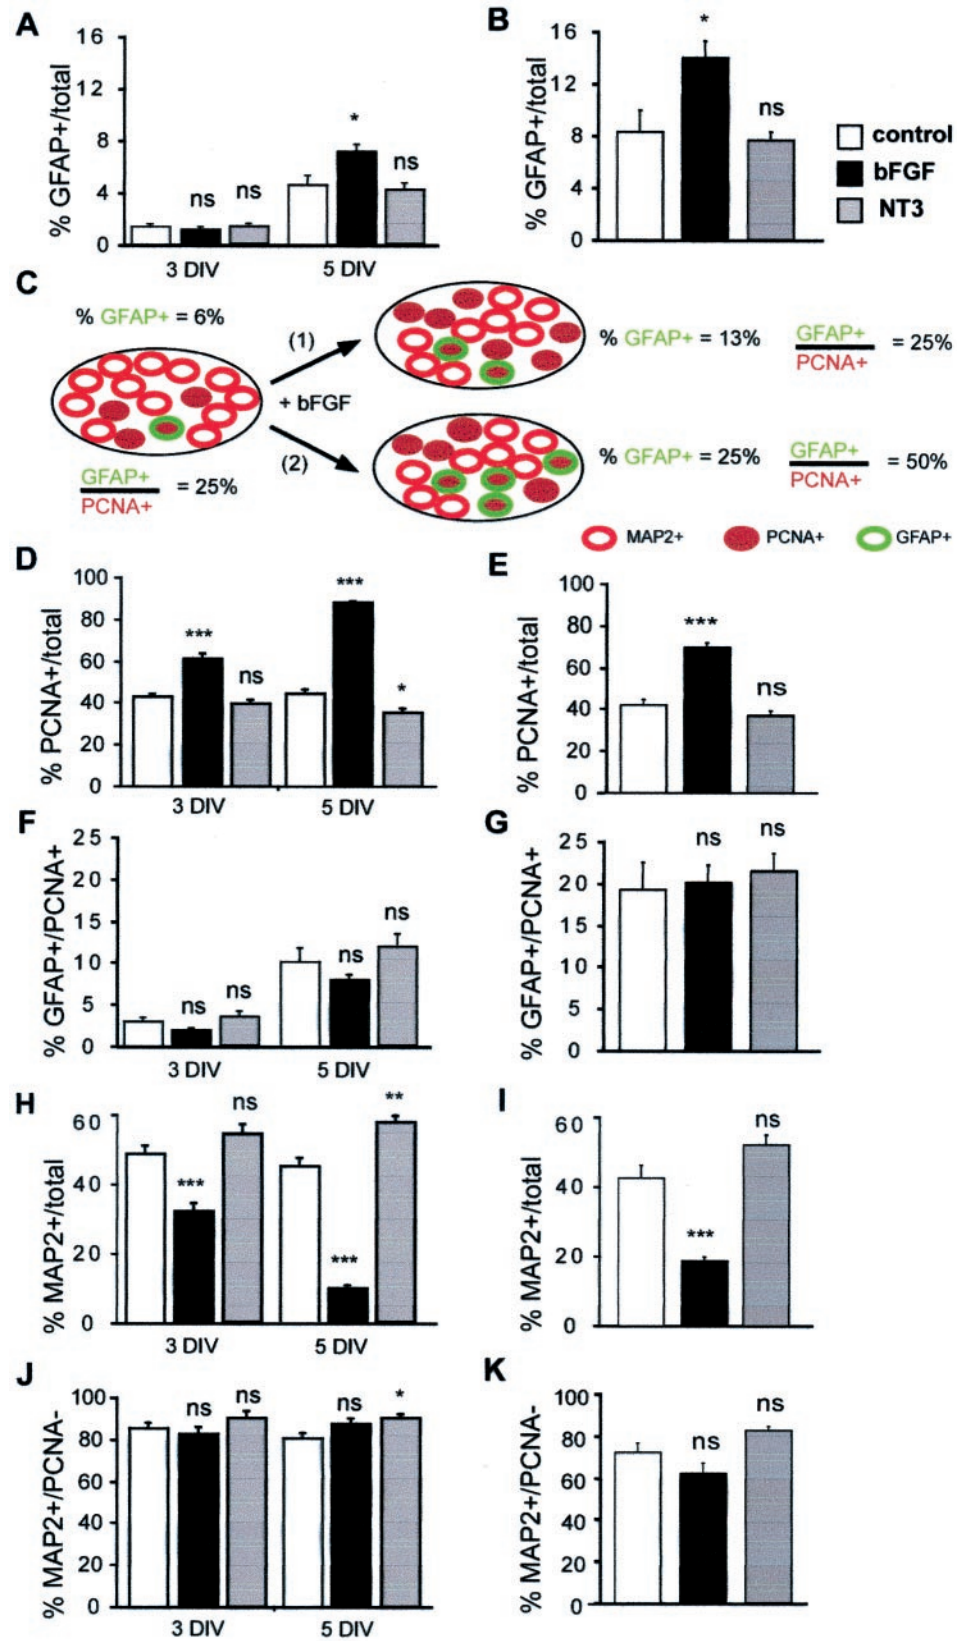 A
% GFAP+/total
16
12
8
4
0
ns
ns
*
ns
3 DIV
5 DIV
B
% GFAP+/total
16
12
8
4
0
*
ns
control
bFGF
NT3
C
% GFAP+ = 6%
GFAP+
PCNA+
= 25%
(1)
+ bFGF
(2)
% GFAP+ = 13%
GFAP+
PCNA+
= 25%
% GFAP+ = 25%
GFAP+
PCNA+
= 50%
MAP2+
PCNA+
GFAP+
D
% PCNA+/total
100
80
60
40
20
0
***
ns
***
*
3 DIV
5 DIV
E
% PCNA+/total
100
80
60
40
20
0
***
ns
F
% GFAP+/PCNA+
25
20
15
10
5
0
ns
ns
ns
ns
3 DIV
5 DIV
G
% GFAP+/PCNA+
25
20
15
10
5
0
ns
ns
H
% MAP2+/total
60
40
20
0
***
ns
***
**
3 DIV
5 DIV
I
% MAP2+/total
60
40
20
0
***
ns
J
% MAP2+/PCNA-
100
80
60
40
20
0
ns
ns
ns
*
3 DIV
5 DIV
K
% MAP2+/PCNA-
100
80
60
40
20
0
ns
ns